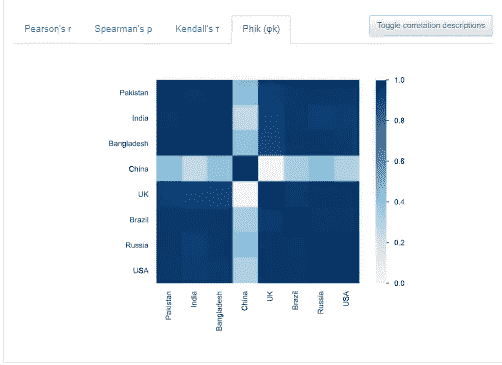 Pearson's r Spearman's ρ Kendall's τ Phik (φk) Toggle correlation descriptions
Pakistan
India
Bangladesh
China
UK
Brazil
Russia
USA
1.0
0.8
0.6
0.4
0.2
0.0
Pakistan India Bangladesh China UK Brazil Russia USA